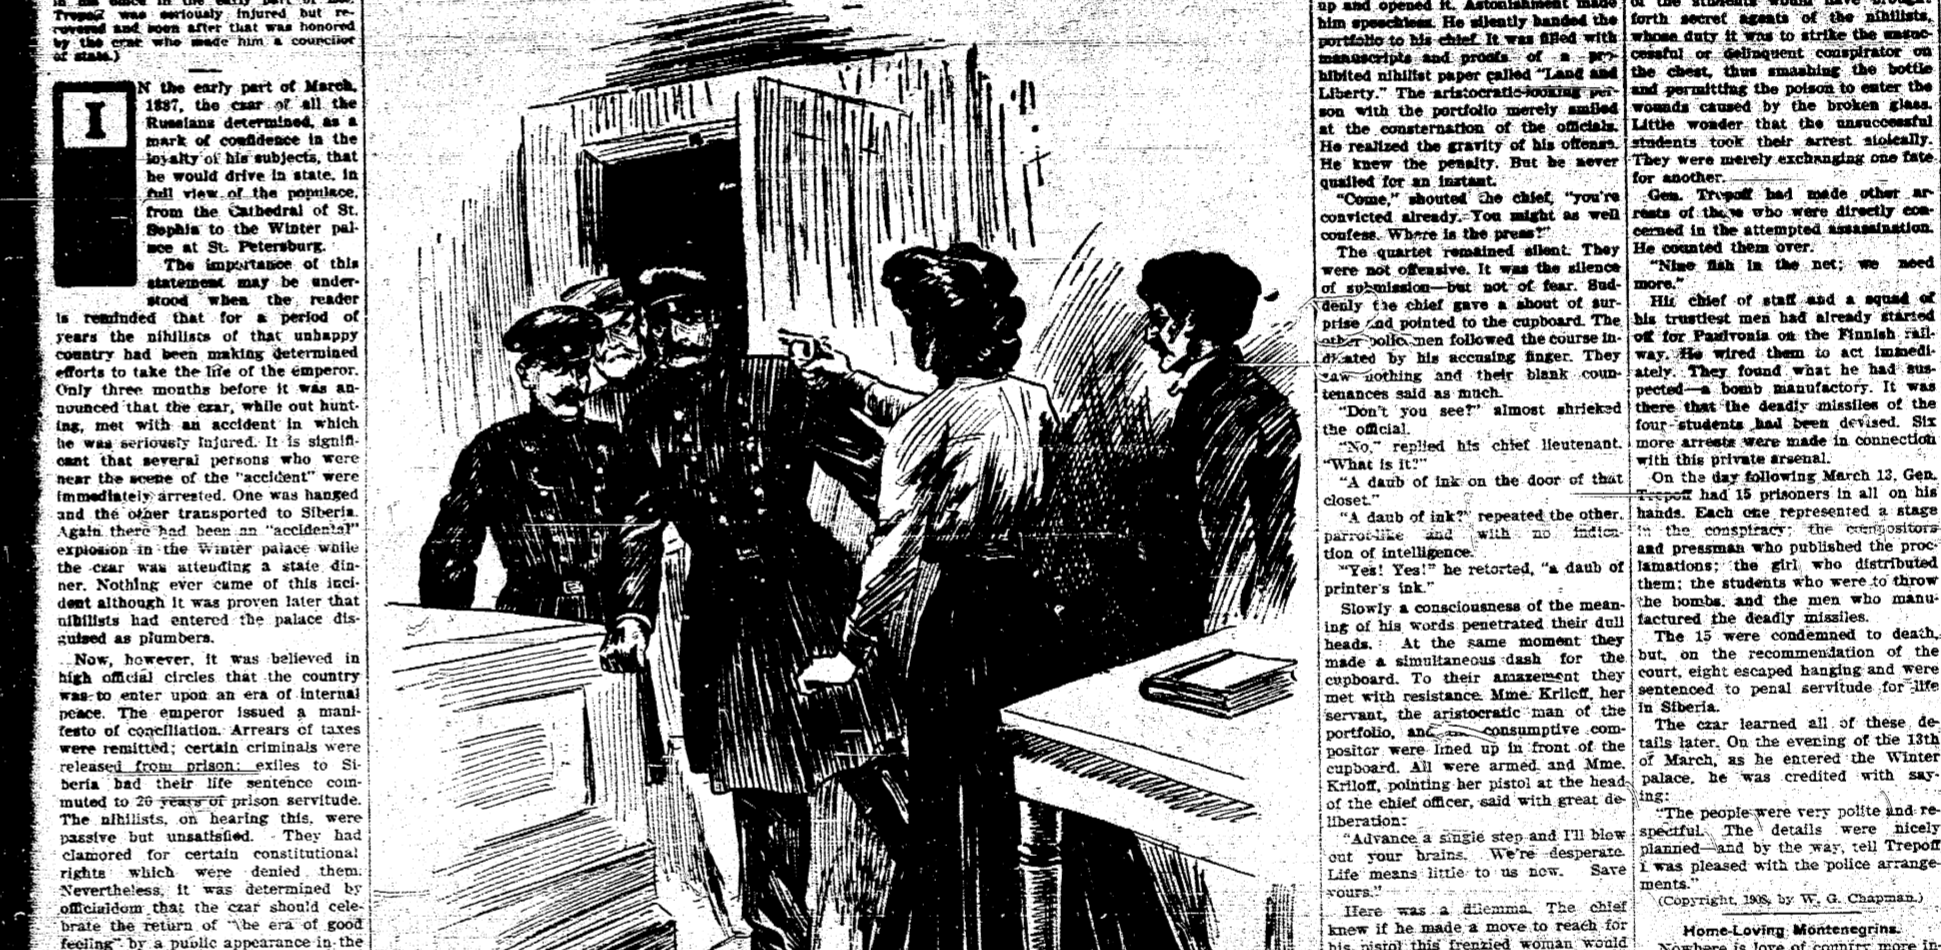 Trepoff was seriously injured but re-
covered and soon after that was honored
by the czar who made him a councilor
of state.)
IN the early part of March,
1887, the czar of all the
Russians determined, as a
mark of confidence in the
loyalty of his subjects, that
he would drive in state, in
full view of the populace,
from the Cathedral of St.
Sophia to the Winter pal-
ace at St. Petersburg.
The importance of this
statement may be under-
stood when the reader
is reminded that for a period of
years the nihilists of that unhappy
country had been making determined
efforts to take the life of the emperor.
Only three months before it was an-
nounced that the czar, while out hunt-
ing, met with an accident in which
he was seriously injured. It is signifi-
cant that several persons who were
near the scene of the "accident" were
immediately arrested. One was hanged
and the other transported to Siberia.
Again there had been an "accidental"
explosion in the Winter palace while
the czar was attending a state din-
ner. Nothing ever came of this inci-
dent although it was proven later that
nihilists had entered the palace dis-
guised as plumbers.
Now, however, it was believed in
high official circles that the country
was to enter upon an era of internal
peace. The emperor issued a mani-
festo of conciliation. Arrears of taxes
were remitted; certain criminals were
released from prison; exiles to Si-
beria had their life sentence com-
muted to 20 years of prison servitude.
The nihilists, on hearing this, were
passive but unsatisfied. They had
clamored for certain constitutional
rights which were denied them.
Nevertheless, it was determined by
officialdom that the czar should cele-
brate the return of "the era of good
feeling" by a public appearance in the
up and opened it. Astonishment made
him speechless. He silently handed the
portfolio to his chief. It was filled with
manuscripts and proofs of a pro-
hibited nihilist paper called "Land and
Liberty." The aristocratic-looking per-
son with the portfolio merely smiled
at the consternation of the officials.
He realized the gravity of his offense.
He knew the penalty. But he never
quailed for an instant.
"Come," shouted the chief, "you're
convicted already. You might as well
confess. Where is the press?"
The quartet remained silent. They
were not offensive. It was the silence
of submission—but not of fear. Sud-
denly the chief gave a shout of sur-
prise and pointed to the cupboard. The
other policemen followed the course in-
dicated by his accusing finger. They
saw nothing and their blank coun-
tenances said as much.
"Don't you see?" almost shrieked
the official.
"No," replied his chief lieutenant.
"What is it?"
"A daub of ink on the door of that
closet."
"A daub of ink?" repeated the other,
parrot-like and with no indica-
tion of intelligence.
"Yes! Yes!" he retorted, "a daub of
printer's ink."
Slowly a consciousness of the mean-
ing of his words penetrated their dull
heads. At the same moment they
made a simultaneous dash for the
cupboard. To their amazement they
met with resistance. Mme. Kriloff, her
servant, the aristocratic man of the
portfolio, and the consumptive com-
positor were lined up in front of the
cupboard. All were armed, and Mme.
Kriloff, pointing her pistol at the head
of the chief officer, said with great de-
liberation:
"Advance a single step and I'll blow
out your brains. We're desperate.
Life means little to us now. Save
yours."
Here was a dilemma. The chief
knew if he made a move to reach for
his pistol this frenzied woman would
of the students would have brought
forth secret agents of the nihilists,
whose duty it was to strike the unsuc-
cessful or delinquent conspirator on
the chest, thus smashing the bottle
and permitting the poison to enter the
wounds caused by the broken glass.
Little wonder that the unsuccessful
students took their arrest stoically.
They were merely exchanging one fate
for another.
Gen. Trepoff had made other ar-
rests of those who were directly con-
cerned in the attempted assassination.
He counted them over.
"Nine fish in the net; we need
more."
His chief of staff and a squad of
his trustiest men had already started
off for Paulvonia on the Finnish rail-
way. He wired them to act immedi-
ately. They found what he had sus-
pected—a bomb manufactory. It was
there that the deadly missiles of the
four students had been devised. Six
more arrests were made in connection
with this private arsenal.
On the day following March 13, Gen.
Trepoff had 15 prisoners in all on his
hands. Each one represented a stage
in the conspiracy; the compositors
and pressman who published the proc-
lamations; the girl who distributed
them; the students who were to throw
the bombs, and the men who manu-
factured the deadly missiles.
The 15 were condemned to death,
but, on the recommendation of the
court, eight escaped hanging and were
sentenced to penal servitude for life
in Siberia.
The czar learned all of these de-
tails later. On the evening of the 13th
of March, as he entered the Winter
palace, he was credited with say-
ing:
"The people were very polite and re-
spectful. The details were nicely
planned—and by the way, tell Trepoff
I was pleased with the police arrange-
ments."
(Copyright, 1908, by W. G. Chapman.)
Home-Loving Montenegrins.
Nowhere is love of country more in-